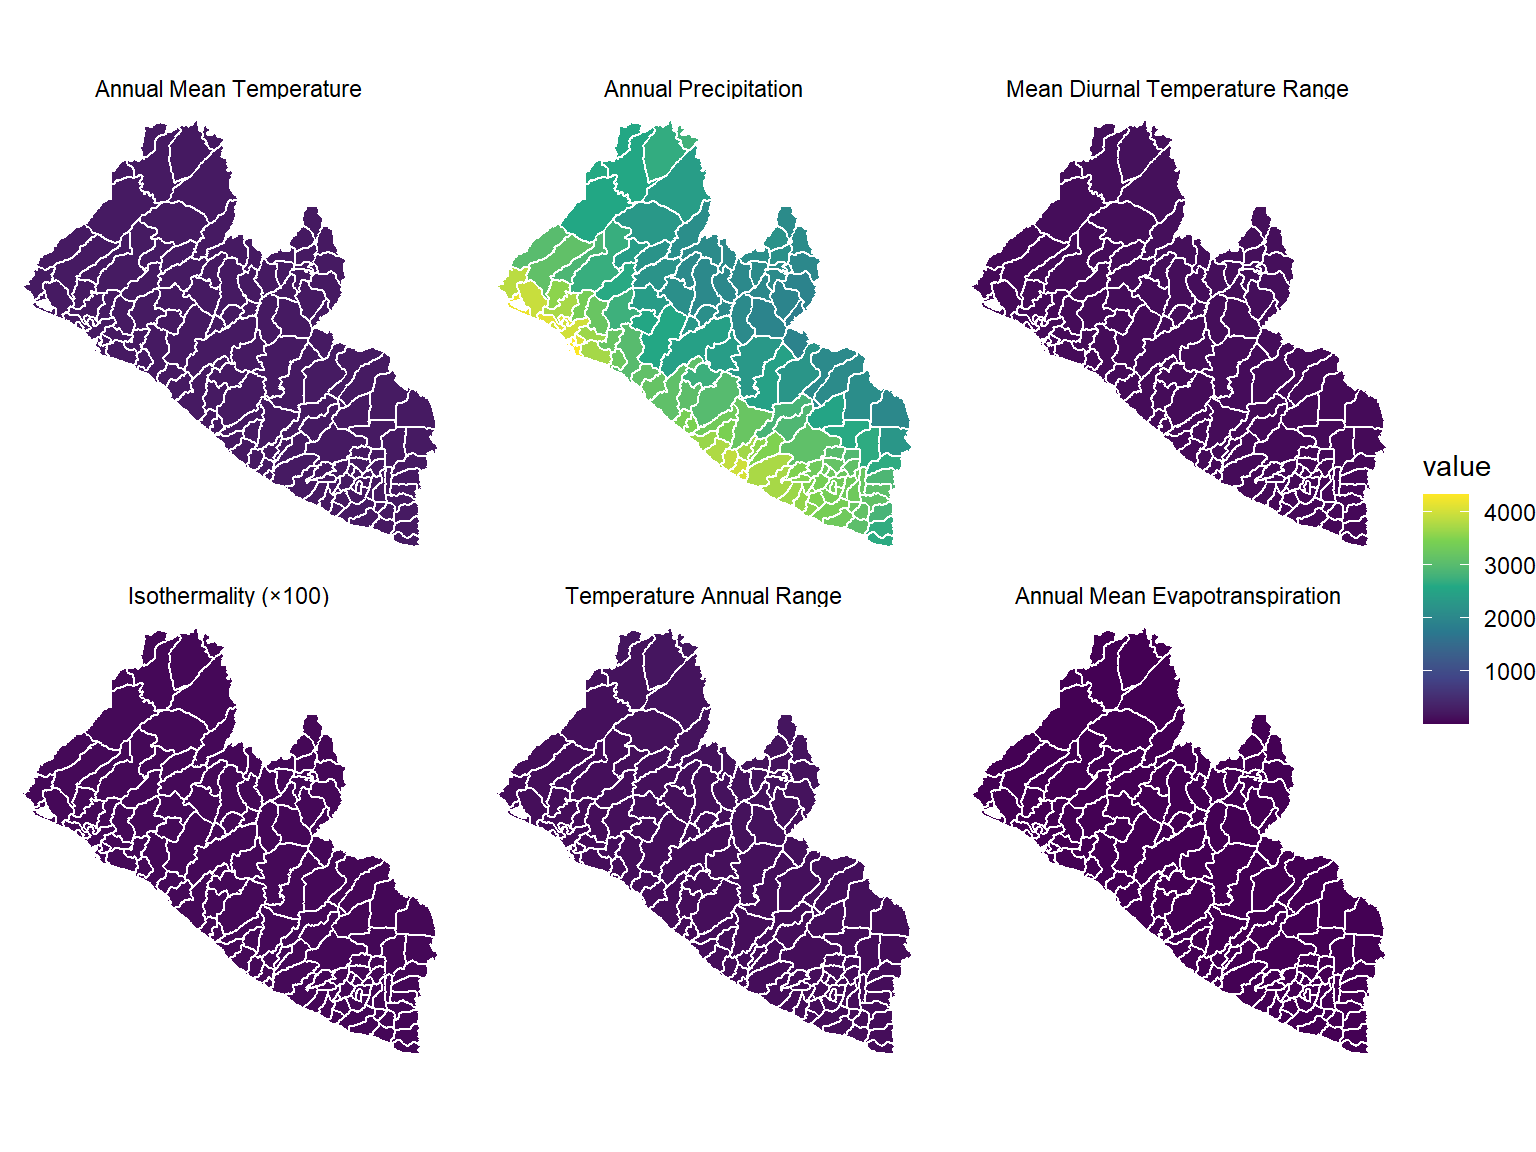 Annual Mean Temperature
Annual Precipitation
Mean Diurnal Temperature Range
Isothermality (×100)
Temperature Annual Range
Annual Mean Evapotranspiration
value
4000
3000
2000
1000